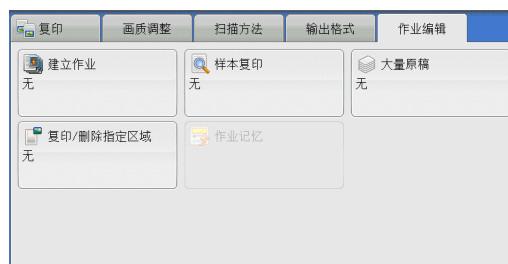 复印 画质调整 扫描方法 输出格式 作业编辑
建立作业 样本复印 大量原稿
无 无 无
复印/删除指定区域 作业记忆
无